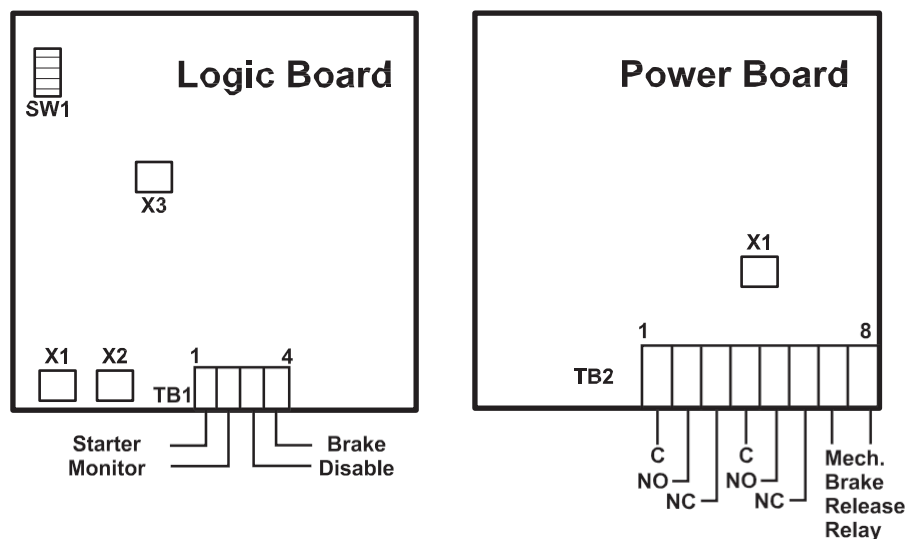 Logic Board
SW1
X3
X1 X2 1 4
TB1
Starter Brake
Monitor Disable
Power Board
X1
1 8
TB2
C C Mech.
NO NO Brake
NC NC Release
Relay